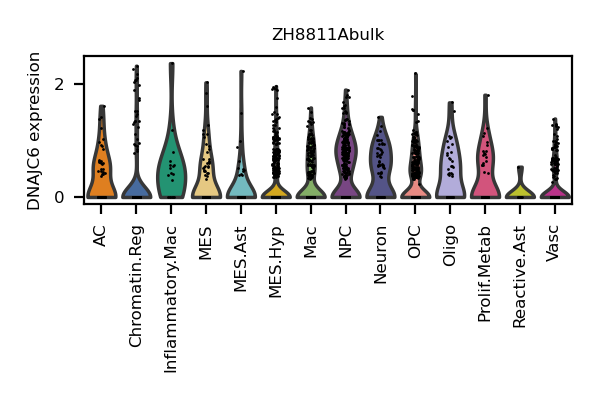 ZH8811Abulk
DNAJC6 expression
2
0
AC
Chromatin.Reg
Inflammatory.Mac
MES
MES.Ast
MES.Hyp
Mac
NPC
Neuron
OPC
Oligo
Prolif.Metab
Reactive.Ast
Vasc